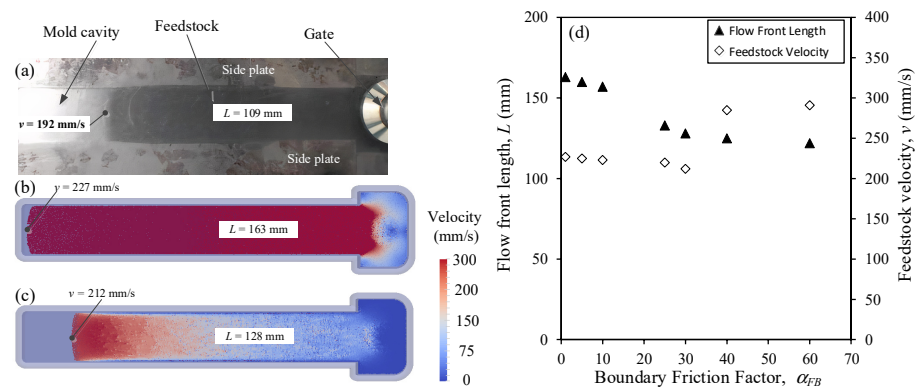 Mold cavity
Feedstock
Gate
(a)
Side plate
v = 192 mm/s
L = 109 mm
Side plate
(b)
v = 227 mm/s
L = 163 mm
Velocity
(mm/s)
300
225
150
75
0
(c)
v = 212 mm/s
L = 128 mm
(d)
Flow Front Length
Feedstock Velocity
Flow front length, L (mm)
200
150
100
50
0
Feedstock velocity, v (mm/s)
400
350
300
250
200
150
100
50
0
0 10 20 30 40 50 60 70
Boundary Friction Factor, α_FB